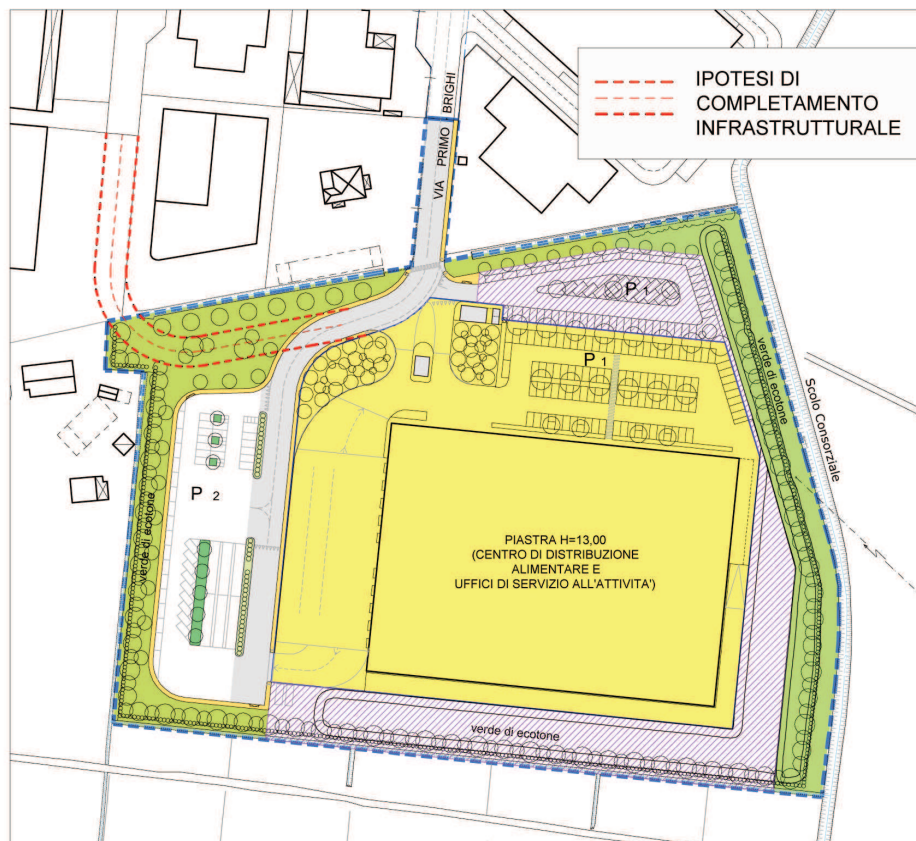 IPOTESI DI
COMPLETAMENTO
INFRASTRUTTURALE
VIA PRIMO BRIGHI
P 1
P 1
verde di ecotone
Scolo Consorziale
P 2
verde di ecotone
PIASTRA H=13,00
(CENTRO DI DISTRIBUZIONE
ALIMENTARE E
UFFICI DI SERVIZIO ALL'ATTIVITA')
verde di ecotone